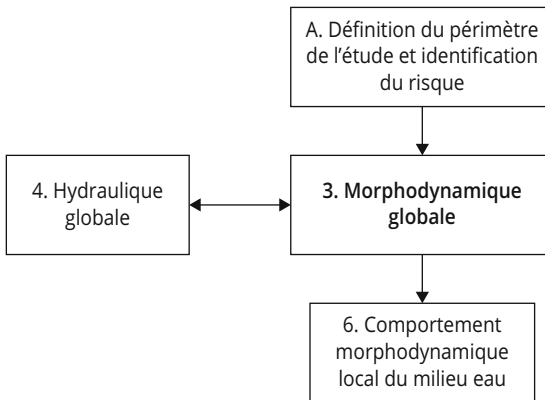 A. Définition du périmètre
de l'étude et identification
du risque
4. Hydraulique
globale
3. Morphodynamique
globale
6. Comportement
morphodynamique
local du milieu eau